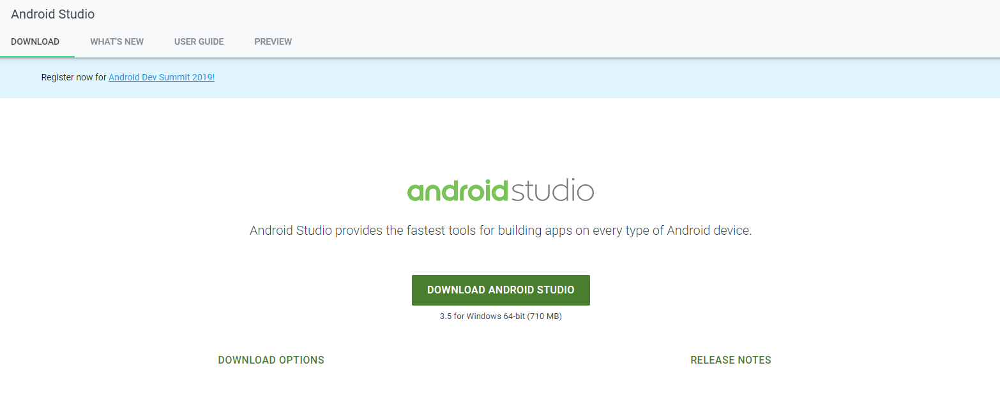 Android Studio
DOWNLOAD WHAT'S NEW USER GUIDE PREVIEW
Register now for Android Dev Summit 2019!
androidstudio
Android Studio provides the fastest tools for building apps on every type of Android device.
DOWNLOAD ANDROID STUDIO
3.5 for Windows 64-bit (710 MB)
DOWNLOAD OPTIONS RELEASE NOTES